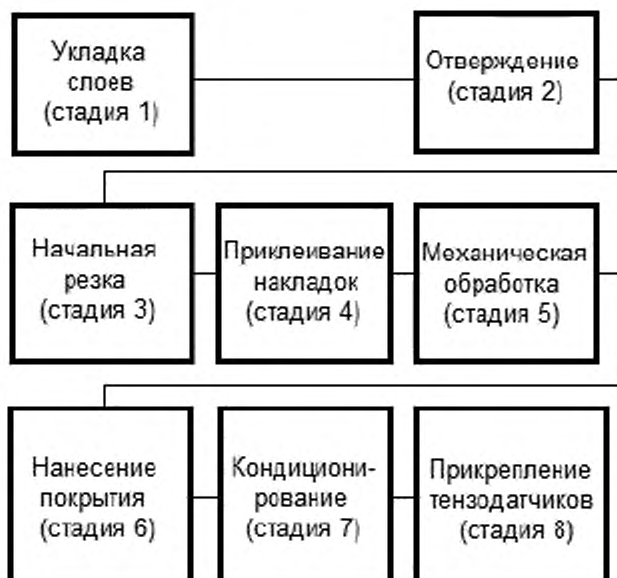 Укладка
слоев
(стадия 1)
Отверждение
(стадия 2)
Начальная
резка
(стадия 3)
Приклеивание
накладок
(стадия 4)
Механическая
обработка
(стадия 5)
Нанесение
покрытия
(стадия 6)
Кондициони-
рование
(стадия 7)
Прикрепление
тензодатчиков
(стадия 8)